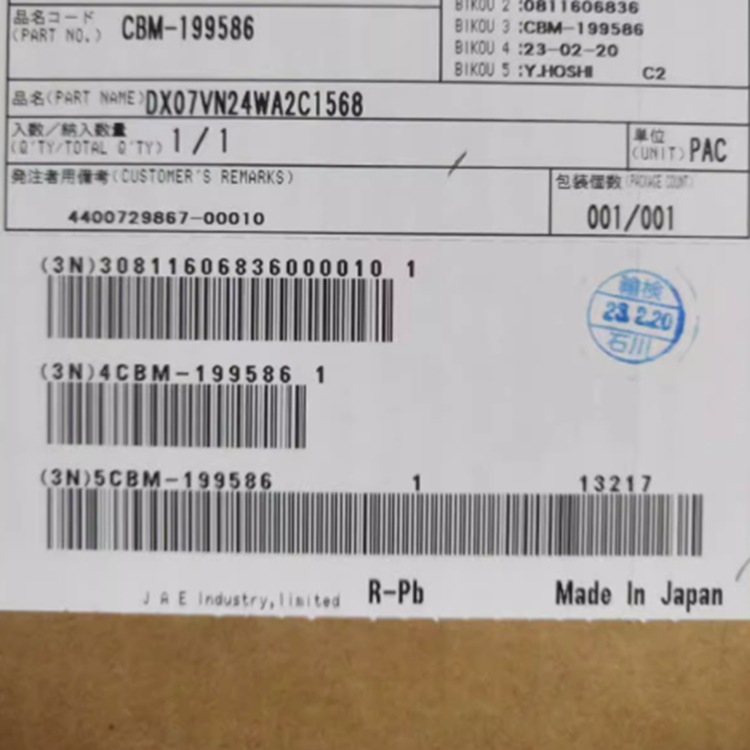 品名コード
(PART NO.) CBM-199586
BIKOU 2 :0811606836
BIKOU 3 :CBM-199586
BIKOU 4 :23-02-20
BIKOU 5 :Y.HOSHI C2
品名(PART NAME) DX07VN24WA2C1568
入数/納入数量
(Q'TY/TOTAL Q'TY) 1/1
単位
(UNIT) PAC
発注者用備考(CUSTOMER'S REMARKS)
4400729867-00010
包装個数(PACKAGE COUNT)
001/001
(3N)30811606836000010 1
輸検
23.2.20
石川
(3N)4CBM-199586 1
(3N)5CBM-199586 1 13217
JAE Industry,limited R-Pb Made In Japan